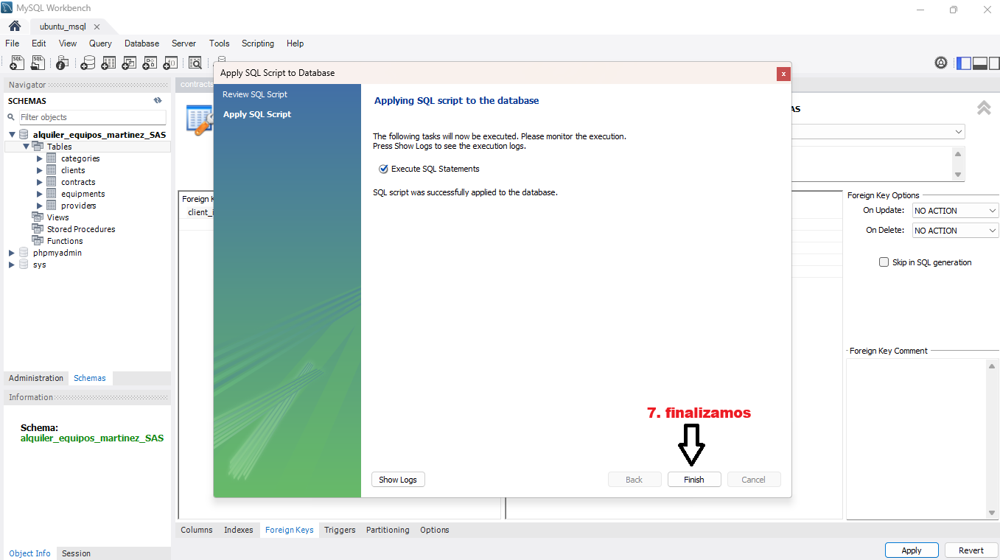 MySQL Workbench
ubuntu_msql
File Edit View Query Database Server Tools Scripting Help
Navigator
SCHEMAS
Filter objects
alquiler_equipos_martinez_SAS
Tables
categories
clients
contracts
equipments
providers
Views
Stored Procedures
Functions
phpmyadmin
sys
Administration Schemas
Information
Schema:
alquiler_equipos_martinez_SAS
Object Info Session
contracts
Apply SQL Script to Database
Review SQL Script
Apply SQL Script
Applying SQL script to the database
The following tasks will now be executed. Please monitor the execution.
Press Show Logs to see the execution logs.
Execute SQL Statements
SQL script was successfully applied to the database.
7. finalizamos
Show Logs Back Finish Cancel
AS
Foreign K
client_i
Foreign Key Options
On Update: NO ACTION
On Delete: NO ACTION
Skip in SQL generation
Foreign Key Comment
Columns Indexes Foreign Keys Triggers Partitioning Options
Apply Revert